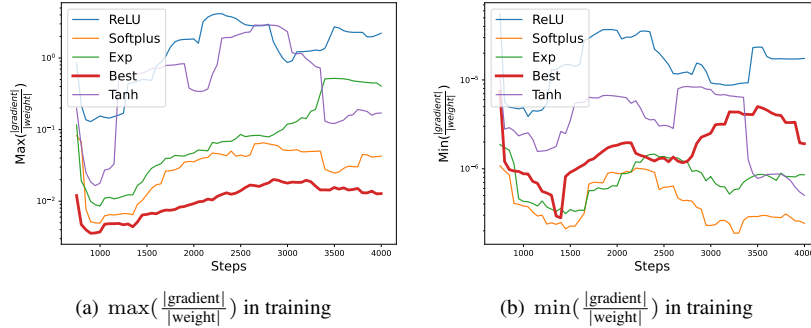 Max(|gradient|/|weight|)
10⁰
10⁻¹
10⁻²
ReLU
Softplus
Exp
Best
Tanh
1000 1500 2000 2500 3000 3500 4000
Steps
(a) max(|gradient|/|weight|) in training
Min(|gradient|/|weight|)
10⁻⁵
10⁻⁶
ReLU
Softplus
Exp
Best
Tanh
1000 1500 2000 2500 3000 3500 4000
Steps
(b) min(|gradient|/|weight|) in training